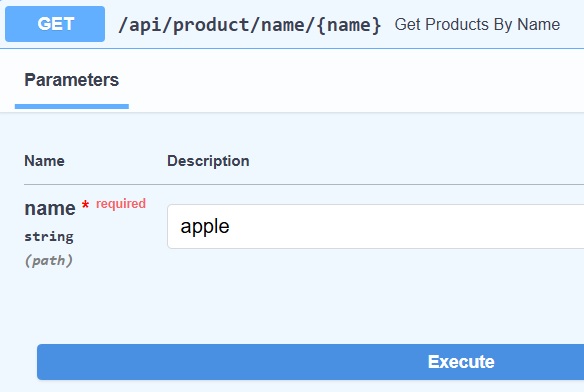 GET /api/product/name/{name} Get Products By Name
Parameters
Name Description
name * required
string
(path)
apple
Execute